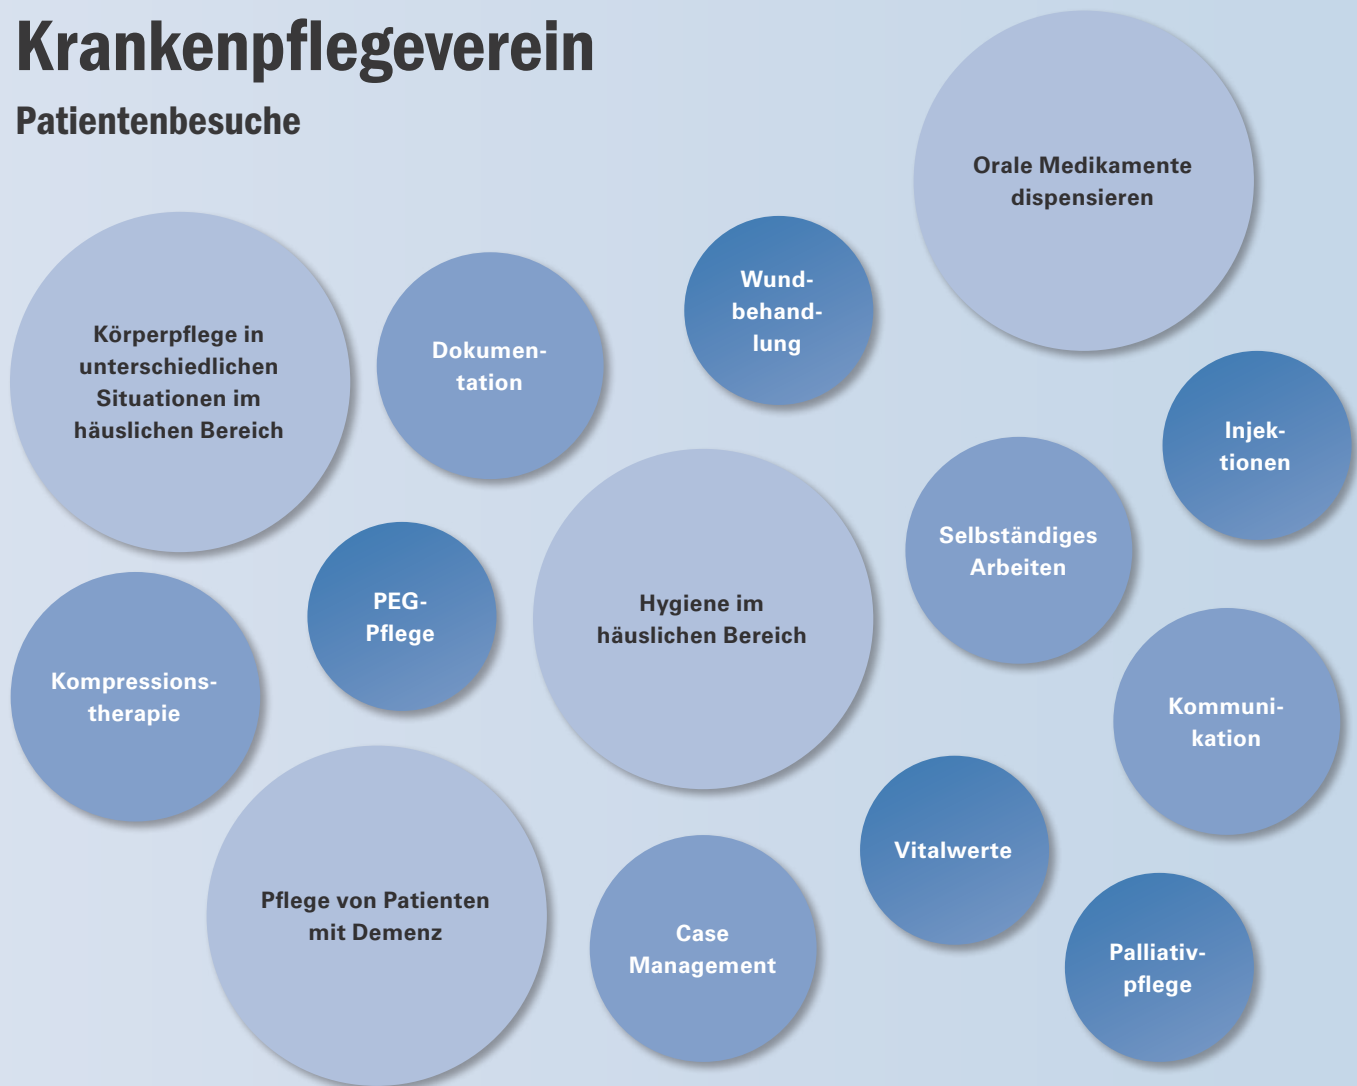 Krankenpflegeverein
Patientenbesuche
Orale Medikamente
dispensieren
Körperpflege in
unterschiedlichen
Situationen im
häuslichen Bereich
Dokumen-
tation
Wund-
behand-
lung
Injek-
tionen
PEG-
Pflege
Hygiene im
häuslichen Bereich
Selbständiges
Arbeiten
Kompressions-
therapie
Kommuni-
kation
Pflege von Patienten
mit Demenz
Case
Management
Vitalwerte
Palliativ-
pflege